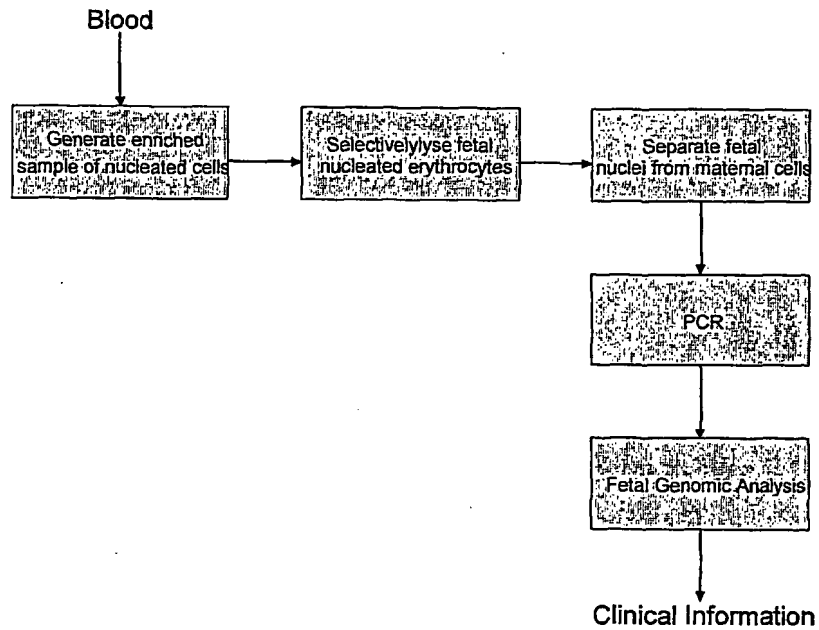 Blood
Generate enriched
sample of nucleated cells
Selectivelylyse fetal
nucleated erythrocytes
Separate fetal
nuclei from maternal cells
PCR
Fetal Genomic Analysis
Clinical Information